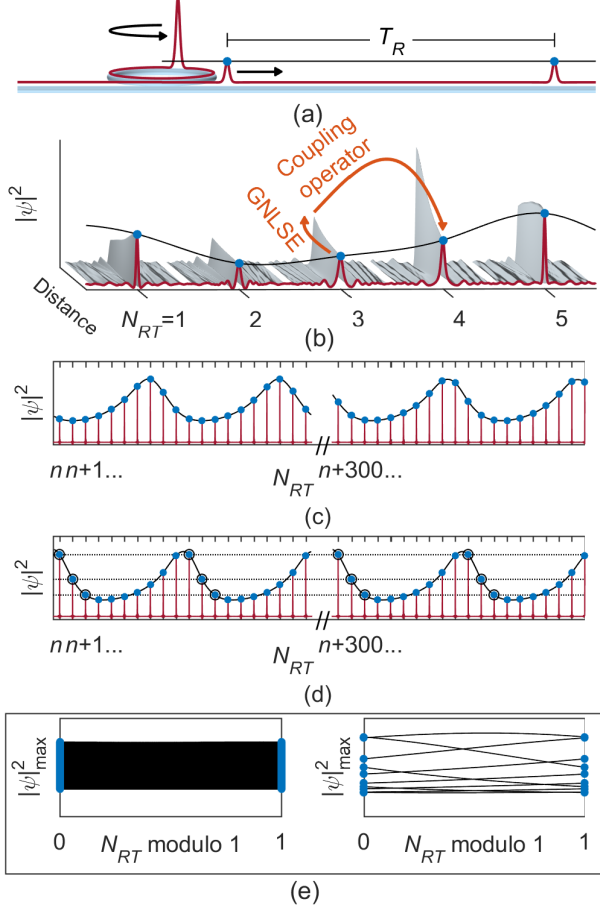 T_R
(a)
|ψ|²
Coupling
operator
GNLSE
Distance
N_RT=1 2 3 4 5
(b)
|ψ|²
n n+1... N_RT n+300...
(c)
|ψ|²
n n+1... N_RT n+300...
(d)
|ψ|²max |ψ|²max
0 N_RT modulo 1 1 0 N_RT modulo 1 1
(e)